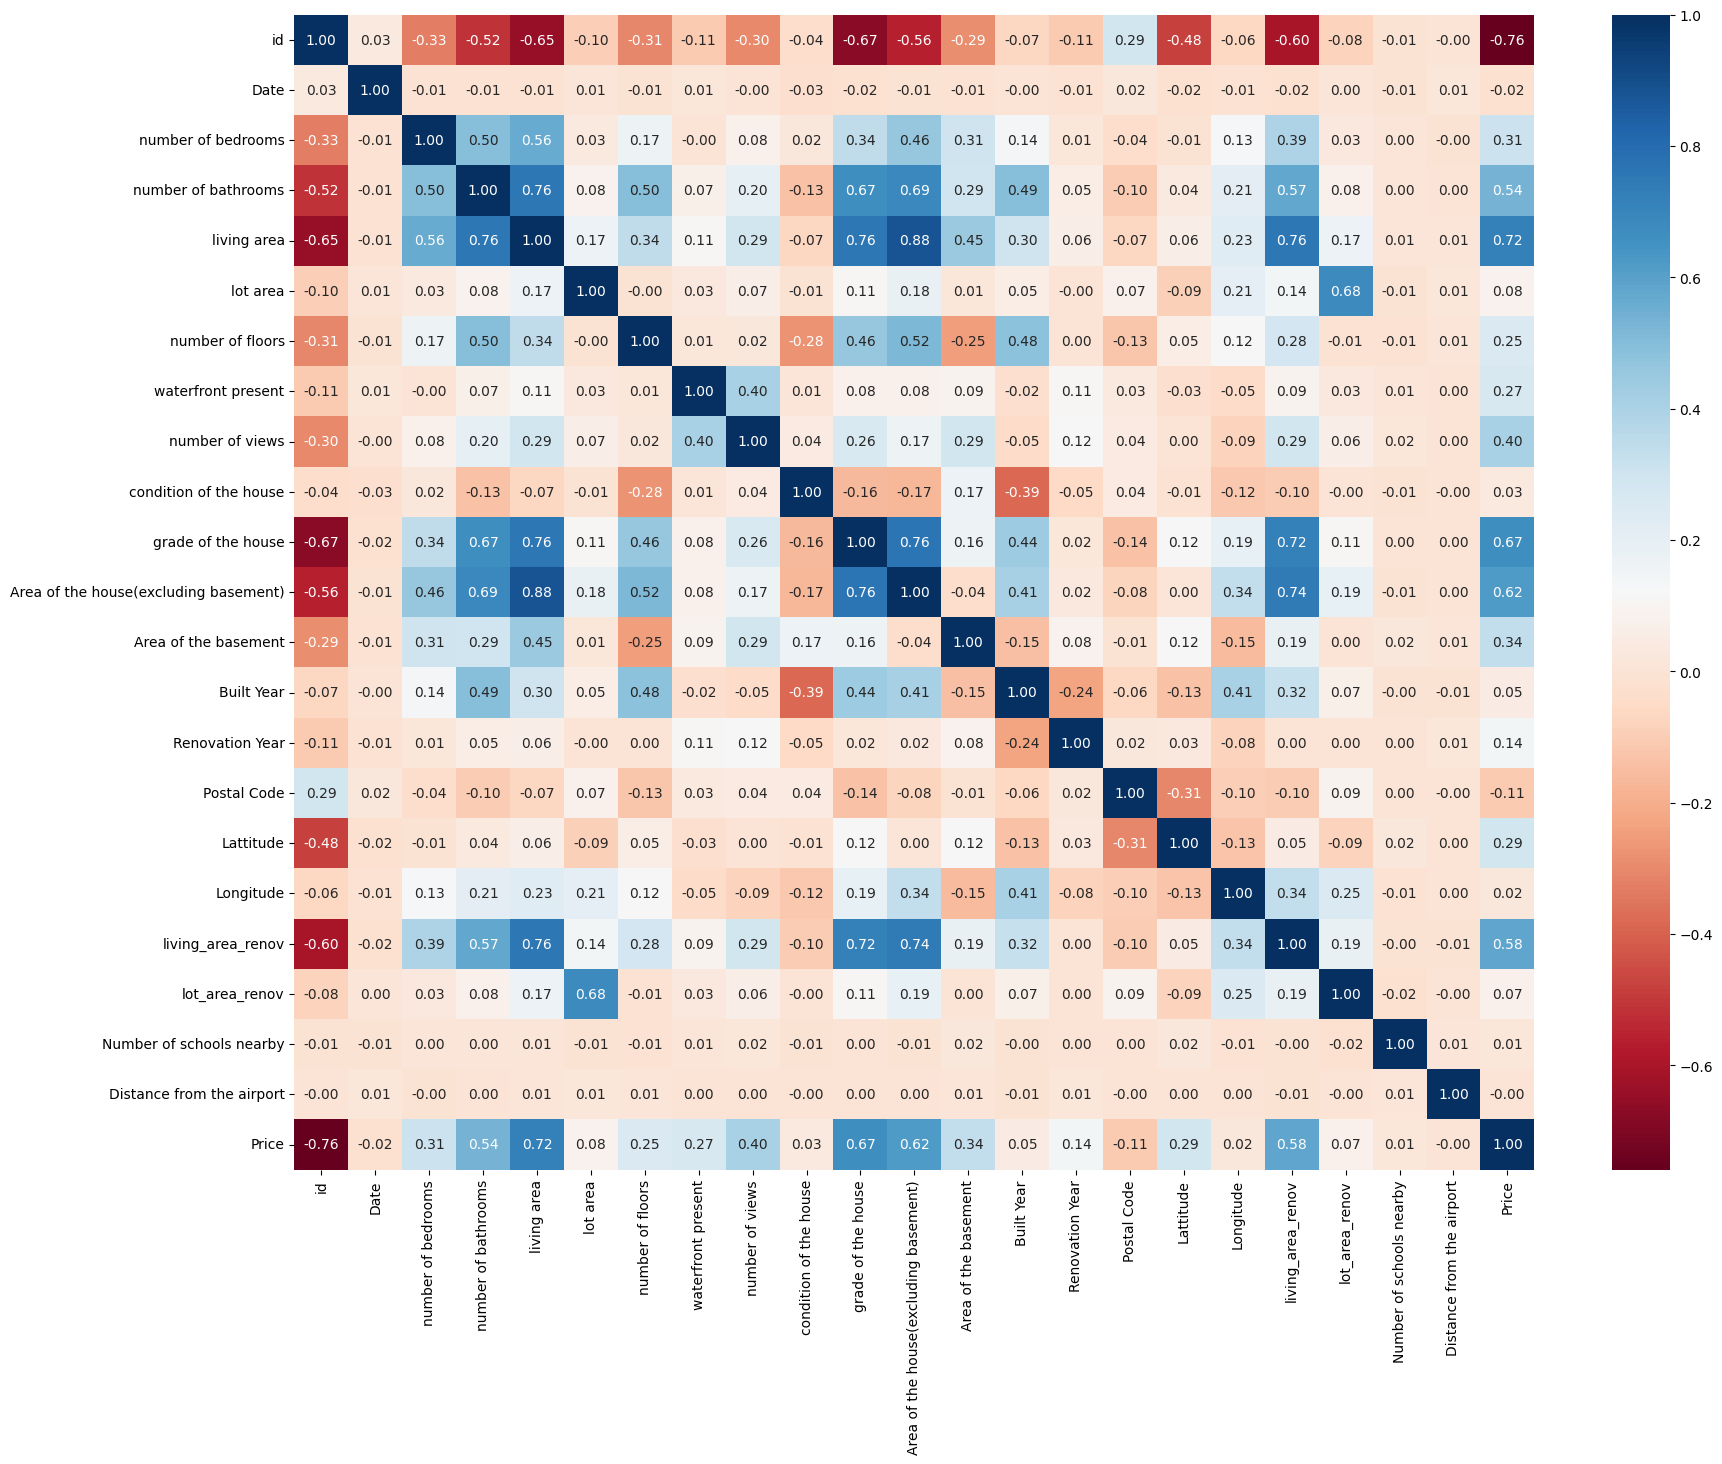 id 1.00 0.03 -0.33 -0.52 -0.65 -0.10 -0.31 -0.11 -0.30 -0.04 -0.67 -0.56 -0.29 -0.07 -0.11 0.29 -0.48 -0.06 -0.60 -0.08 -0.01 -0.00 -0.76
Date 0.03 1.00 -0.01 -0.01 -0.01 0.01 -0.01 0.01 -0.00 -0.03 -0.02 -0.01 -0.01 -0.00 -0.01 0.02 -0.02 -0.01 -0.02 0.00 -0.01 0.01 -0.02
number of bedrooms -0.33 -0.01 1.00 0.50 0.56 0.03 0.17 -0.00 0.08 0.02 0.34 0.46 0.31 0.14 0.01 -0.04 -0.01 0.13 0.39 0.03 0.00 -0.00 0.31
number of bathrooms -0.52 -0.01 0.50 1.00 0.76 0.08 0.50 0.07 0.20 -0.13 0.67 0.69 0.29 0.49 0.05 -0.10 0.04 0.21 0.57 0.08 0.00 0.00 0.54
living area -0.65 -0.01 0.56 0.76 1.00 0.17 0.34 0.11 0.29 -0.07 0.76 0.88 0.45 0.30 0.06 -0.07 0.06 0.23 0.76 0.17 0.01 0.01 0.72
lot area -0.10 0.01 0.03 0.08 0.17 1.00 -0.00 0.03 0.07 -0.01 0.11 0.18 0.01 0.05 -0.00 0.07 -0.09 0.21 0.14 0.68 -0.01 0.01 0.08
number of floors -0.31 -0.01 0.17 0.50 0.34 -0.00 1.00 0.01 0.02 -0.28 0.46 0.52 -0.25 0.48 0.00 -0.13 0.05 0.12 0.28 -0.01 -0.01 0.01 0.25
waterfront present -0.11 0.01 -0.00 0.07 0.11 0.03 0.01 1.00 0.40 0.01 0.08 0.08 0.09 -0.02 0.11 0.03 -0.03 -0.05 0.09 0.03 0.01 0.00 0.27
number of views -0.30 -0.00 0.08 0.20 0.29 0.07 0.02 0.40 1.00 0.04 0.26 0.17 0.29 -0.05 0.12 0.04 0.00 -0.09 0.29 0.06 0.02 0.00 0.40
condition of the house -0.04 -0.03 0.02 -0.13 -0.07 -0.01 -0.28 0.01 0.04 1.00 -0.16 -0.17 0.17 -0.39 -0.05 0.04 -0.01 -0.12 -0.10 -0.00 -0.01 -0.00 0.03
grade of the house -0.67 -0.02 0.34 0.67 0.76 0.11 0.46 0.08 0.26 -0.16 1.00 0.76 0.16 0.44 0.02 -0.14 0.12 0.19 0.72 0.11 0.00 0.00 0.67
Area of the house(excluding basement) -0.56 -0.01 0.46 0.69 0.88 0.18 0.52 0.08 0.17 -0.17 0.76 1.00 -0.04 0.41 0.02 -0.08 0.00 0.34 0.74 0.19 -0.01 0.00 0.62
Area of the basement -0.29 -0.01 0.31 0.29 0.45 0.01 -0.25 0.09 0.29 0.17 0.16 -0.04 1.00 -0.15 0.08 -0.01 0.12 -0.15 0.19 0.00 0.02 0.01 0.34
Built Year -0.07 -0.00 0.14 0.49 0.30 0.05 0.48 -0.02 -0.05 -0.39 0.44 0.41 -0.15 1.00 -0.24 -0.06 -0.13 0.41 0.32 0.07 -0.00 -0.01 0.05
Renovation Year -0.11 -0.01 0.01 0.05 0.06 -0.00 0.00 0.11 0.12 -0.05 0.02 0.02 0.08 -0.24 1.00 0.02 0.03 -0.08 0.00 0.00 0.00 0.01 0.14
Postal Code 0.29 0.02 -0.04 -0.10 -0.07 0.07 -0.13 0.03 0.04 0.04 -0.14 -0.08 -0.01 -0.06 0.02 1.00 -0.31 -0.10 -0.10 0.09 0.00 -0.00 -0.11
Lattitude -0.48 -0.02 -0.01 0.04 0.06 -0.09 0.05 -0.03 0.00 -0.01 0.12 0.00 0.12 -0.13 0.03 -0.31 1.00 -0.13 0.05 -0.09 0.02 0.00 0.29
Longitude -0.06 -0.01 0.13 0.21 0.23 0.21 0.12 -0.05 -0.09 -0.12 0.19 0.34 -0.15 0.41 -0.08 -0.10 -0.13 1.00 0.34 0.25 -0.01 0.00 0.02
living_area_renov -0.60 -0.02 0.39 0.57 0.76 0.14 0.28 0.09 0.29 -0.10 0.72 0.74 0.19 0.32 0.00 -0.10 0.05 0.34 1.00 0.19 -0.00 -0.01 0.58
lot_area_renov -0.08 0.00 0.03 0.08 0.17 0.68 -0.01 0.03 0.06 -0.00 0.11 0.19 0.00 0.07 0.00 0.09 -0.09 0.25 0.19 1.00 -0.02 -0.00 0.07
Number of schools nearby -0.01 -0.01 0.00 0.00 0.01 -0.01 -0.01 0.01 0.02 -0.01 0.00 -0.01 0.02 -0.00 0.00 0.00 0.02 -0.01 -0.00 -0.02 1.00 0.01 0.01
Distance from the airport -0.00 0.01 -0.00 0.00 0.01 0.01 0.01 0.00 0.00 -0.00 0.00 0.00 0.01 -0.01 0.01 -0.00 0.00 0.00 -0.01 -0.00 0.01 1.00 -0.00
Price -0.76 -0.02 0.31 0.54 0.72 0.08 0.25 0.27 0.40 0.03 0.67 0.62 0.34 0.05 0.14 -0.11 0.29 0.02 0.58 0.07 0.01 -0.00 1.00
id
Date
number of bedrooms
number of bathrooms
living area
lot area
number of floors
waterfront present
number of views
condition of the house
grade of the house
Area of the house(excluding basement)
Area of the basement
Built Year
Renovation Year
Postal Code
Lattitude
Longitude
living_area_renov
lot_area_renov
Number of schools nearby
Distance from the airport
Price
1.0
0.8
0.6
0.4
0.2
0.0
−0.2
−0.4
−0.6